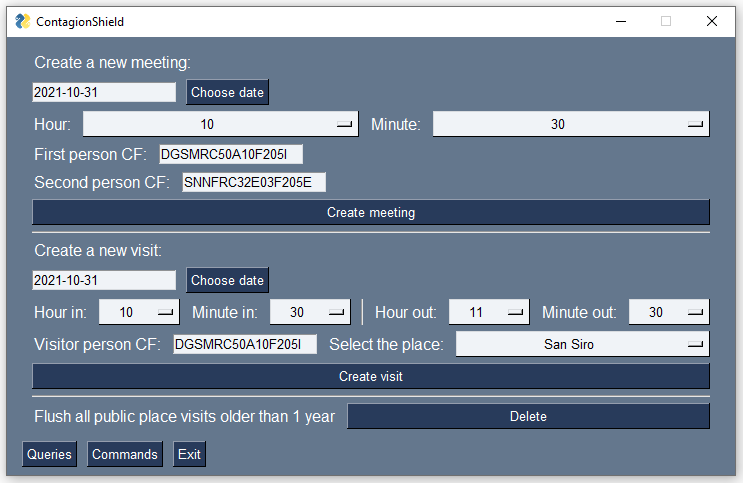 ContagionShield
Create a new meeting:
2021-10-31 Choose date
Hour: 10 Minute: 30
First person CF: DGSMRC50A10F205I
Second person CF: SNNFRC32E03F205E
Create meeting
Create a new visit:
2021-10-31 Choose date
Hour in: 10 Minute in: 30 Hour out: 11 Minute out: 30
Visitor person CF: DGSMRC50A10F205I Select the place: San Siro
Create visit
Flush all public place visits older than 1 year Delete
Queries Commands Exit